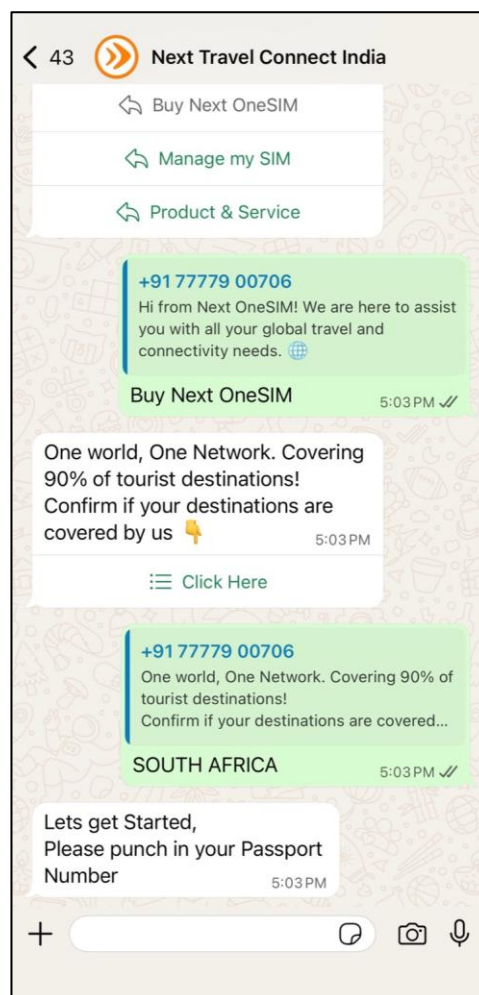 43 Next Travel Connect India
Buy Next OneSIM
Manage my SIM
Product & Service
+91 77779 00706
Hi from Next OneSIM! We are here to assist
you with all your global travel and
connectivity needs. 🌐
Buy Next OneSIM
5:03 PM
One world, One Network. Covering
90% of tourist destinations!
Confirm if your destinations are
covered by us 👇
5:03 PM
Click Here
+91 77779 00706
One world, One Network. Covering 90% of
tourist destinations!
Confirm if your destinations are covered...
SOUTH AFRICA
5:03 PM
Lets get Started,
Please punch in your Passport
Number
5:03 PM